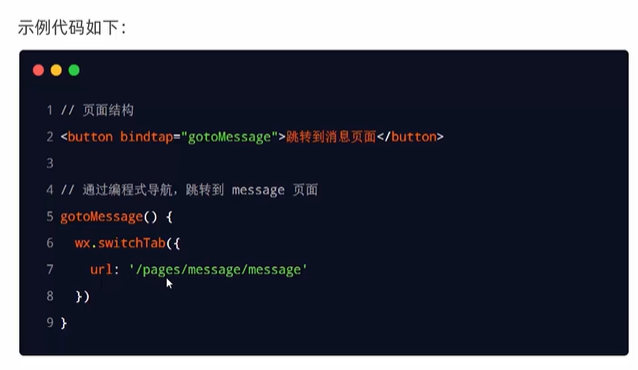 示例代码如下：
1 // 页面结构
2 <button bindtap="gotoMessage">跳转到消息页面</button>
3
4 // 通过编程式导航，跳转到 message 页面
5 gotoMessage() {
6   wx.switchTab({
7     url: '/pages/message/message'
8   })
9 }